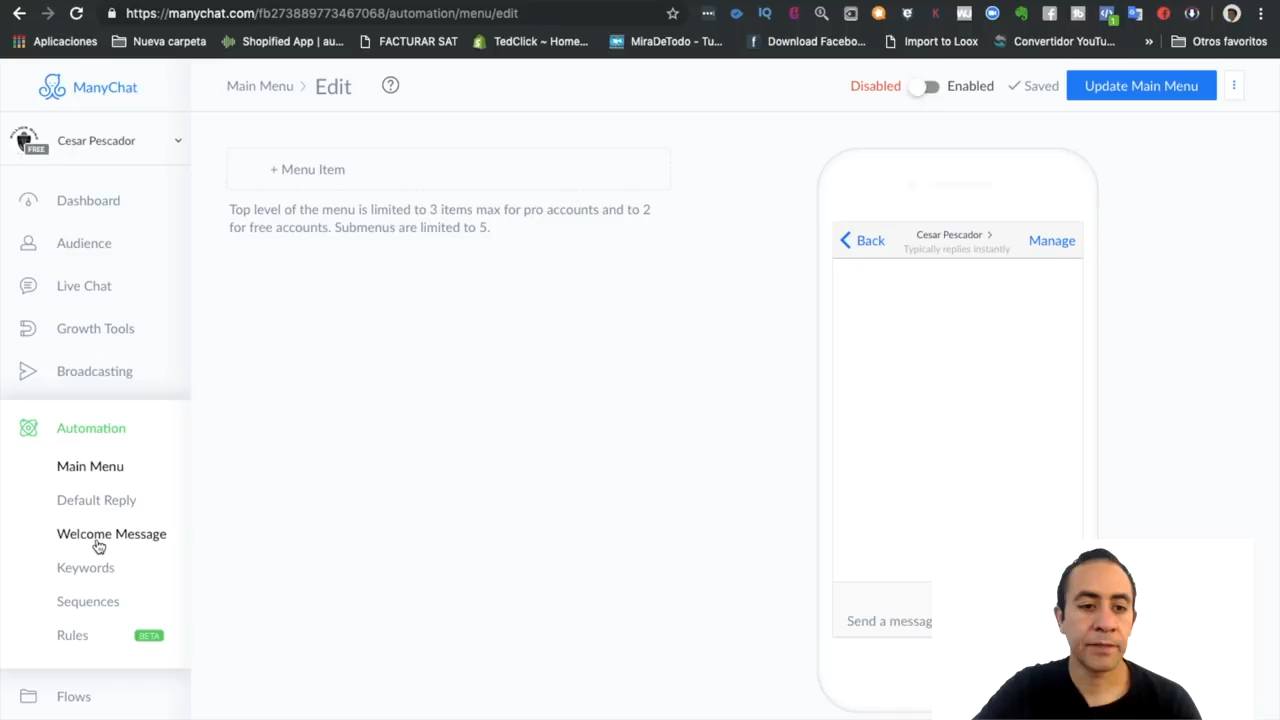 https://manychat.com/fb273889773467068/automation/menu/edit
Aplicaciones
Nueva carpeta
Shopified App | au...
FACTURAR SAT
TedClick ~ Home...
MiraDeTodo - Tu...
Download Facebo...
Import to Loox
Convertidor YouTu...
»
Otros favoritos
ManyChat
Main Menu > Edit
Disabled
Enabled
Saved
Update Main Menu
Cesar Pescador
FREE
Dashboard
Audience
Live Chat
Growth Tools
Broadcasting
Automation
Main Menu
Default Reply
Welcome Message
Keywords
Sequences
Rules
BETA
Flows
+ Menu Item
Top level of the menu is limited to 3 items max for pro accounts and to 2
for free accounts. Submenus are limited to 5.
Back
Cesar Pescador >
Typically replies instantly
Manage
Send a messag